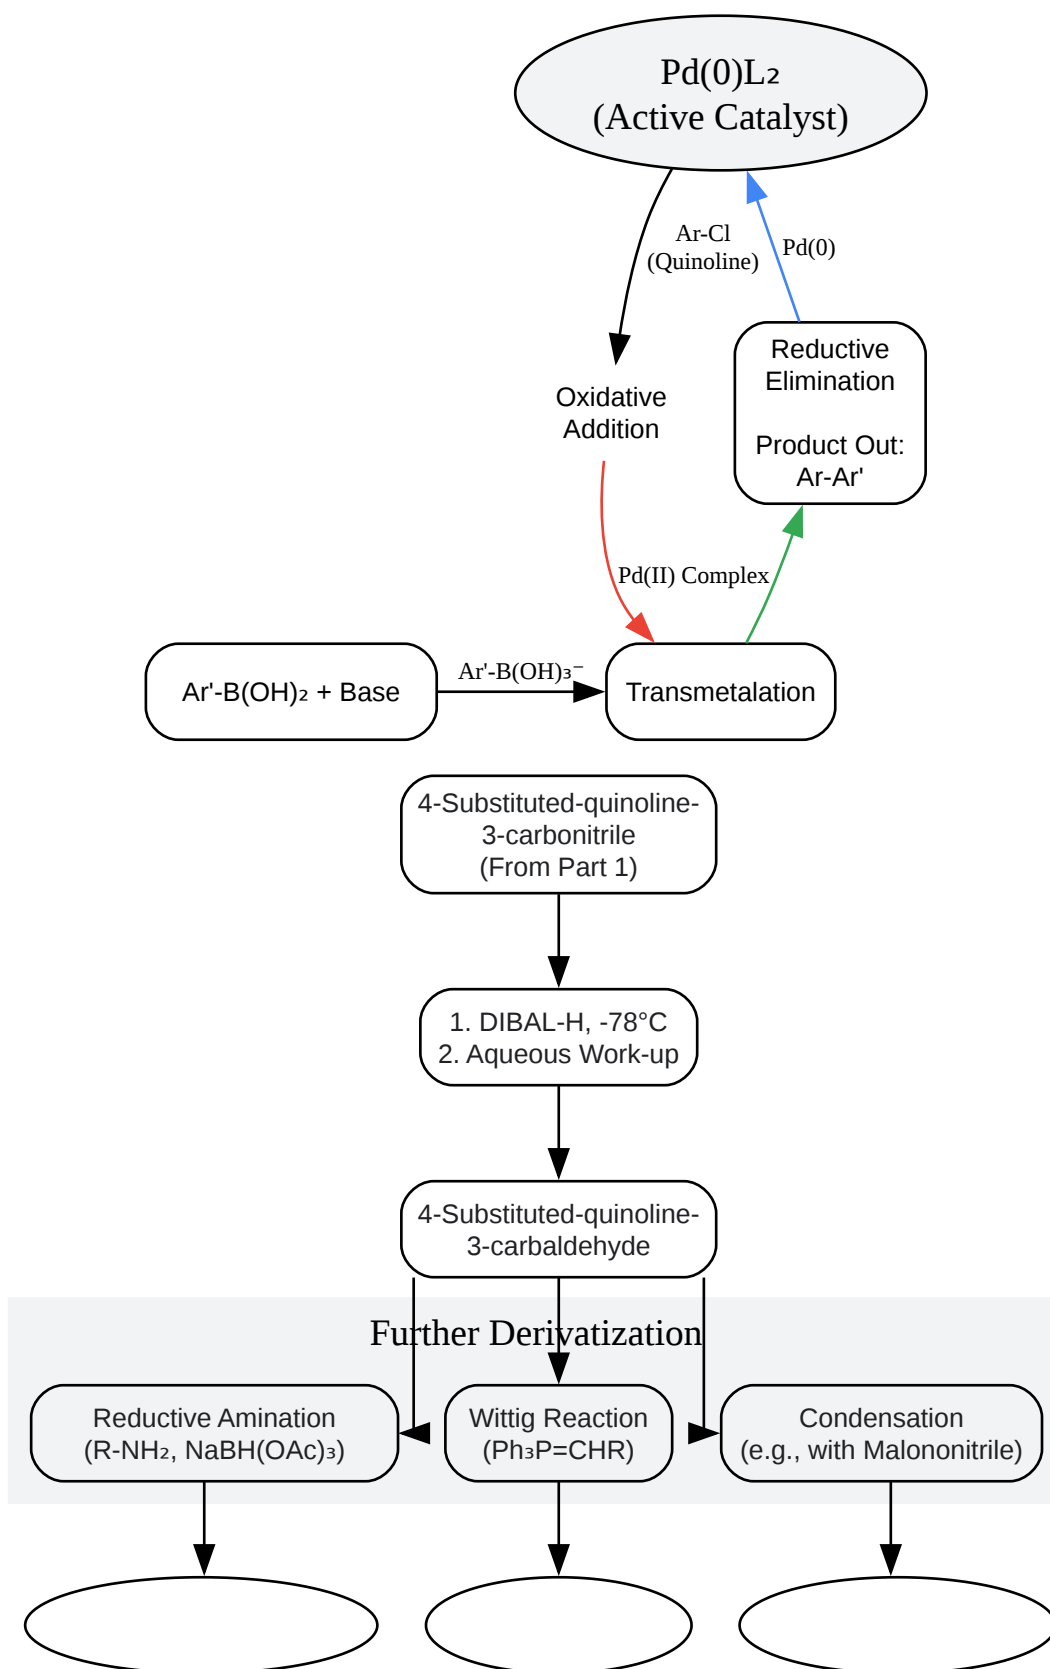 Pd(0)L₂
(Active Catalyst)
Ar-Cl
(Quinoline)
Pd(0)
Reductive
Elimination
Product Out:
Ar-Ar'
Oxidative
Addition
Pd(II) Complex
Ar'-B(OH)₂ + Base
Ar'-B(OH)₃⁻
Transmetalation
4-Substituted-quinoline-
3-carbonitrile
(From Part 1)
1. DIBAL-H, -78°C
2. Aqueous Work-up
4-Substituted-quinoline-
3-carbaldehyde
Further Derivatization
Reductive Amination
(R-NH₂, NaBH(OAc)₃)
Wittig Reaction
(Ph₃P=CHR)
Condensation
(e.g., with Malononitrile)